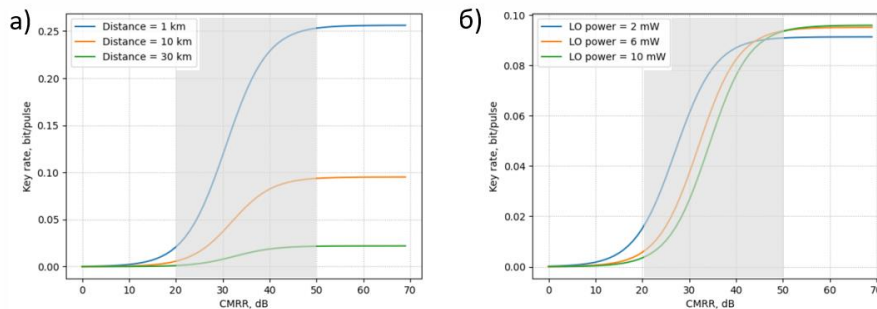 а)
Distance = 1 km
Distance = 10 km
Distance = 30 km
0.25
0.20
0.15
0.10
0.05
0.00
Key rate, bit/pulse
0 10 20 30 40 50 60 70
CMRR, dB
б)
LO power = 2 mW
LO power = 6 mW
LO power = 10 mW
0.10
0.08
0.06
0.04
0.02
0.00
Key rate, bit/pulse
0 10 20 30 40 50 60 70
CMRR, dB